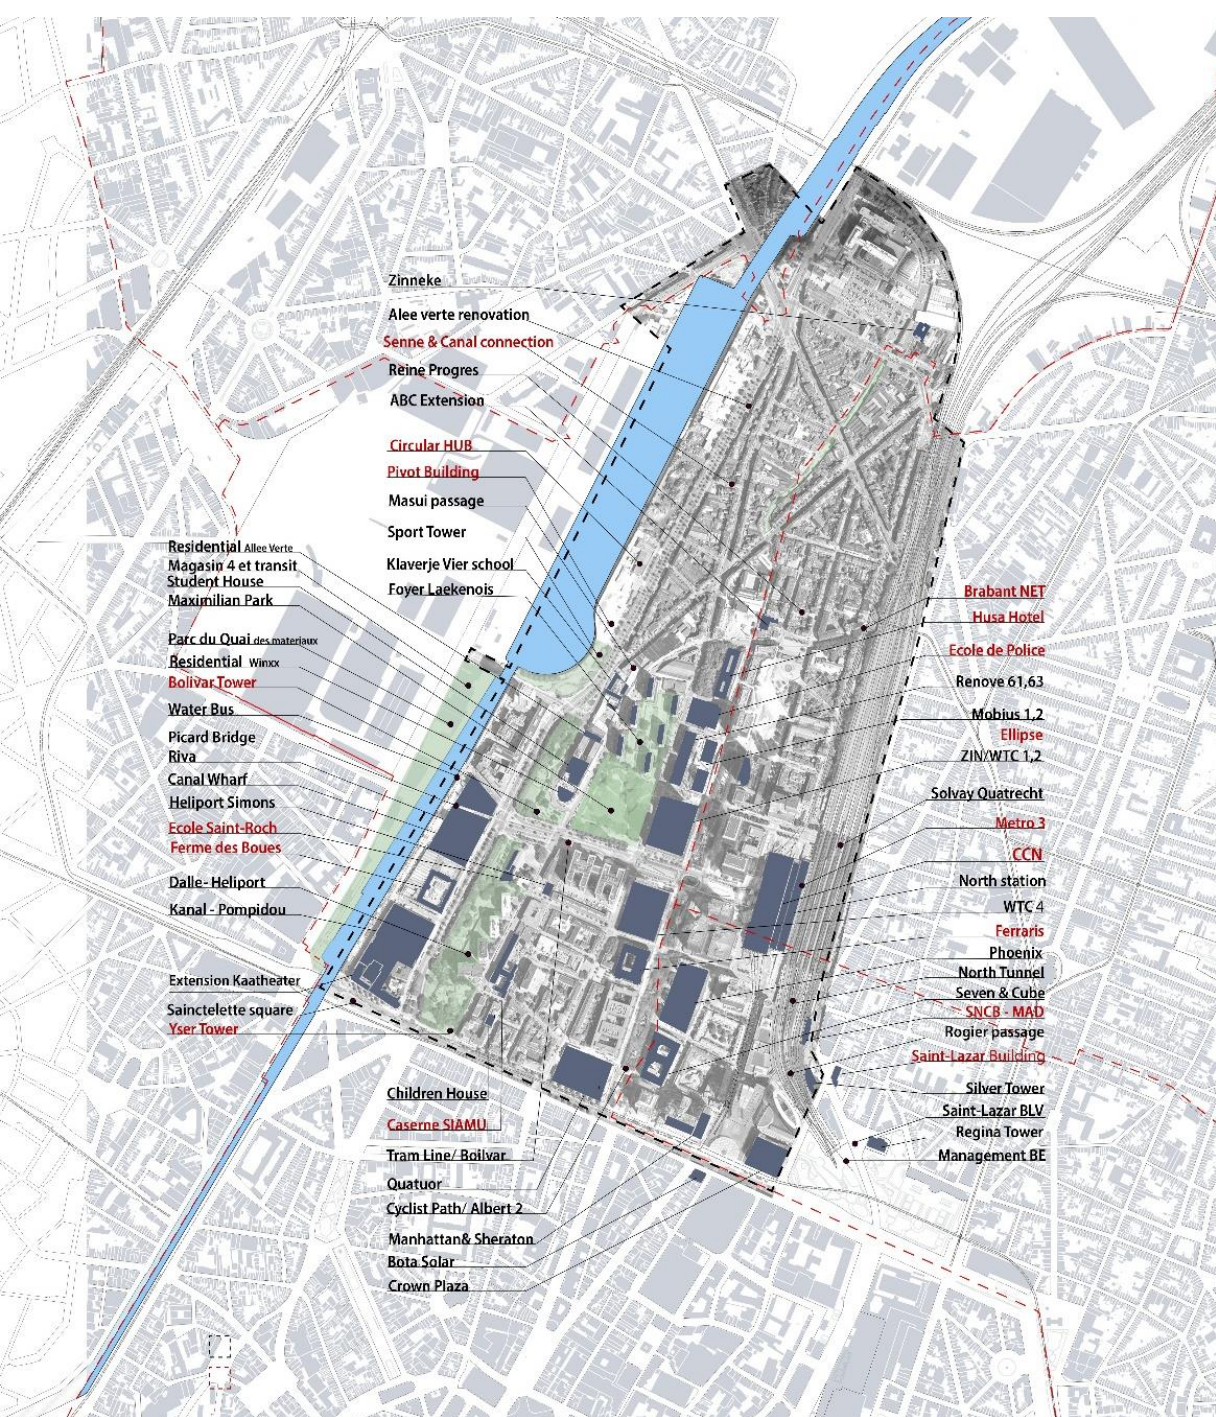 Zinneke
Alee verte renovation
Senne & Canal connection
Reine Progres
ABC Extension
Circular HUB
Pivot Building
Masui passage
Sport Tower
Klaverje Vier school
Foyer Laekenois
Residential Allee Verte
Magasin 4 et transit
Student House
Maximilian Park
Parc du Quai des materiaux
Residential Winxx
Bolivar Tower
Water Bus
Picard Bridge
Riva
Canal Wharf
Heliport Simons
Ecole Saint-Roch
Ferme des Boues
Dalle- Heliport
Kanal - Pompidou
Extension Kaatheater
Sainctelette square
Yser Tower
Brabant NET
Husa Hotel
Ecole de Police
Renove 61,63
Mobius 1,2
Ellipse
ZIN/WTC 1,2
Solvay Quatrecht
Metro 3
CCN
North station
WTC 4
Ferraris
Phoenix
North Tunnel
Seven & Cube
SNCB - MAD
Rogier passage
Saint-Lazar Building
Silver Tower
Saint-Lazar BLV
Regina Tower
Management BE
Children House
Caserne SIAMU
Tram Line/ Boilvar
Quatuor
Cyclist Path/ Albert 2
Manhattan& Sheraton
Bota Solar
Crown Plaza